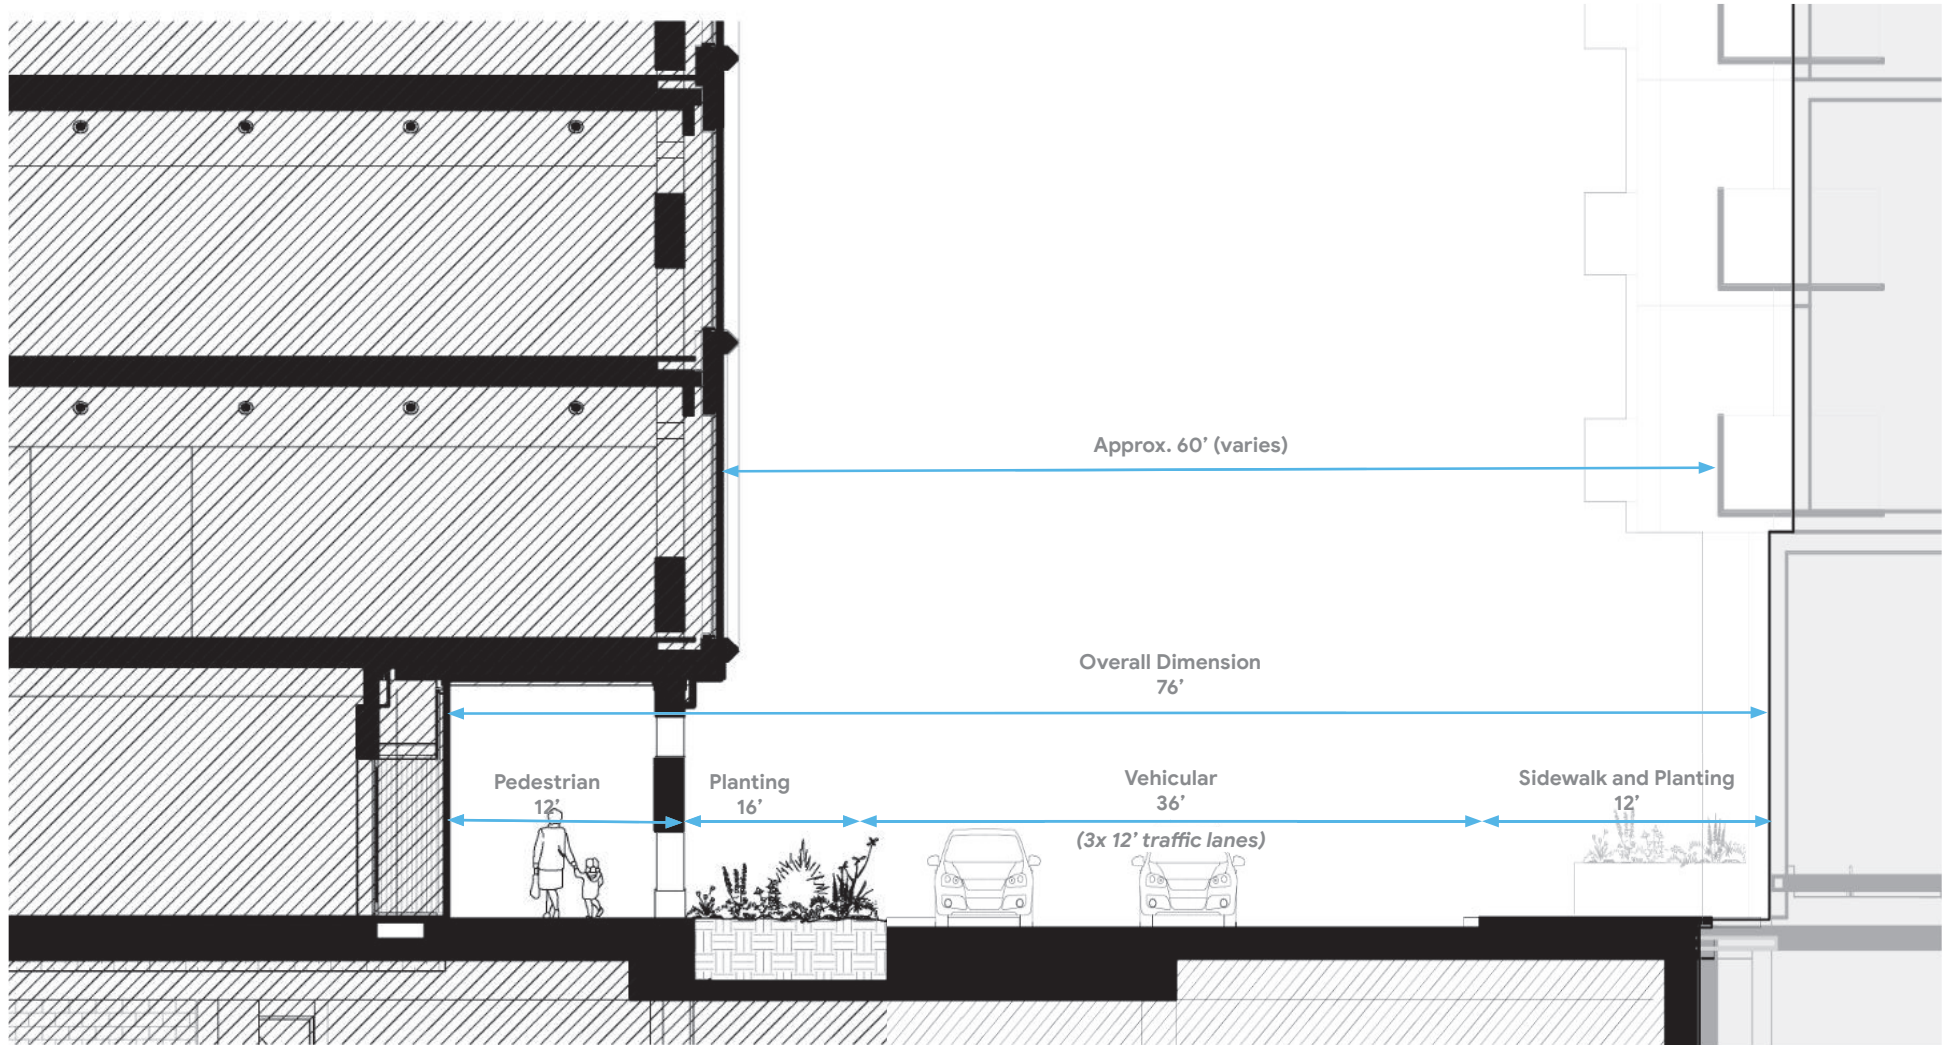 Approx. 60’ (varies)
Overall Dimension
76’
Pedestrian
12’
Planting
16’
Vehicular
36’
(3x 12’ traffic lanes)
Sidewalk and Planting
12’